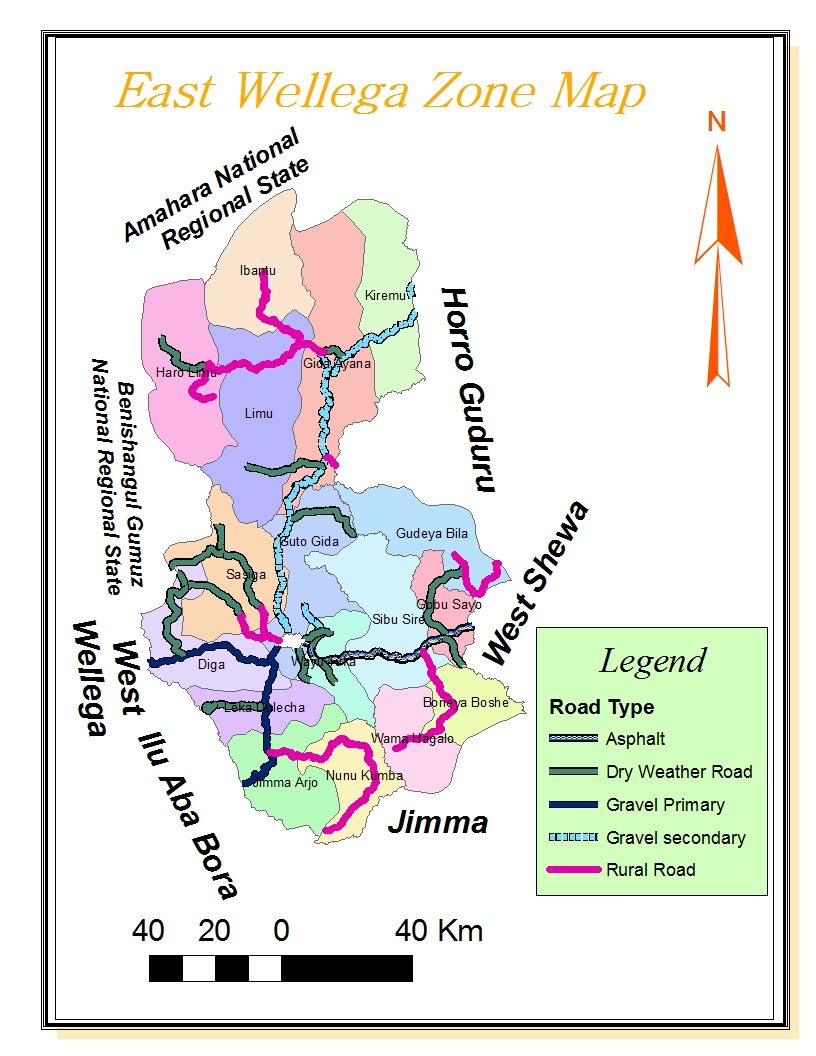 East Wellega Zone Map
N
Amahara National
Regional State
Ibantu
Kiremu
Horro Guduru
Gida Ayana
Haro Limu
Limu
Benishangul Gumuz
National Regional State
Gudeya Bila
Guto Gida
West Shewa
Sasiga
Gobu Sayo
Sibu Sire
West
Wellega
Diga
Wayu Tuka
Leka Dulecha
Boneya Boshe
Wama Hagalo
Nunu Kumba
Jimma Arjo
Ilu Aba Bora
Jimma
Legend
Road Type
Asphalt
Dry Weather Road
Gravel Primary
Gravel secondary
Rural Road
40 20 0 40 Km